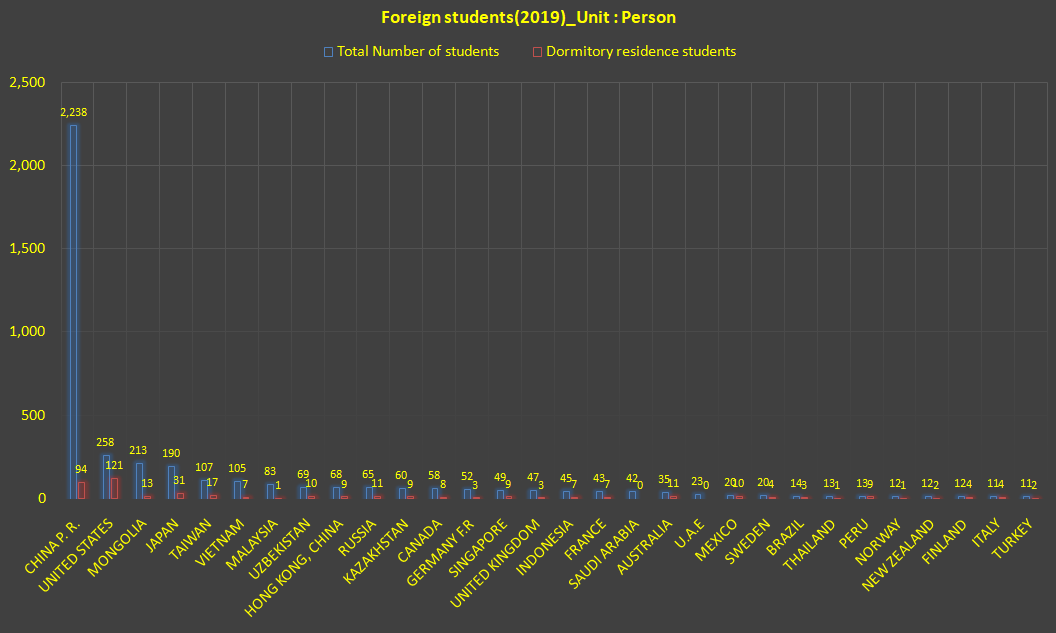 Foreign students(2019)_Unit : Person
Total Number of students
Dormitory residence students
2,500
2,000
1,500
1,000
500
0
2,238
94
258
121
213
13
190
31
107
17
105
7
83
1
69
10
68
9
65
11
60
9
58
8
52
3
49
9
47
3
45
7
43
7
42
0
35
11
23
0
20
10
20
4
14
3
13
1
13
9
12
1
12
2
12
4
11
4
11
2
CHINA P. R.
UNITED STATES
MONGOLIA
JAPAN
TAIWAN
VIETNAM
MALAYSIA
UZBEKISTAN
HONG KONG, CHINA
RUSSIA
KAZAKHSTAN
CANADA
GERMANY F.R
SINGAPORE
UNITED KINGDOM
INDONESIA
FRANCE
SAUDI ARABIA
AUSTRALIA
U.A.E
MEXICO
SWEDEN
BRAZIL
THAILAND
PERU
NORWAY
NEW ZEALAND
FINLAND
ITALY
TURKEY